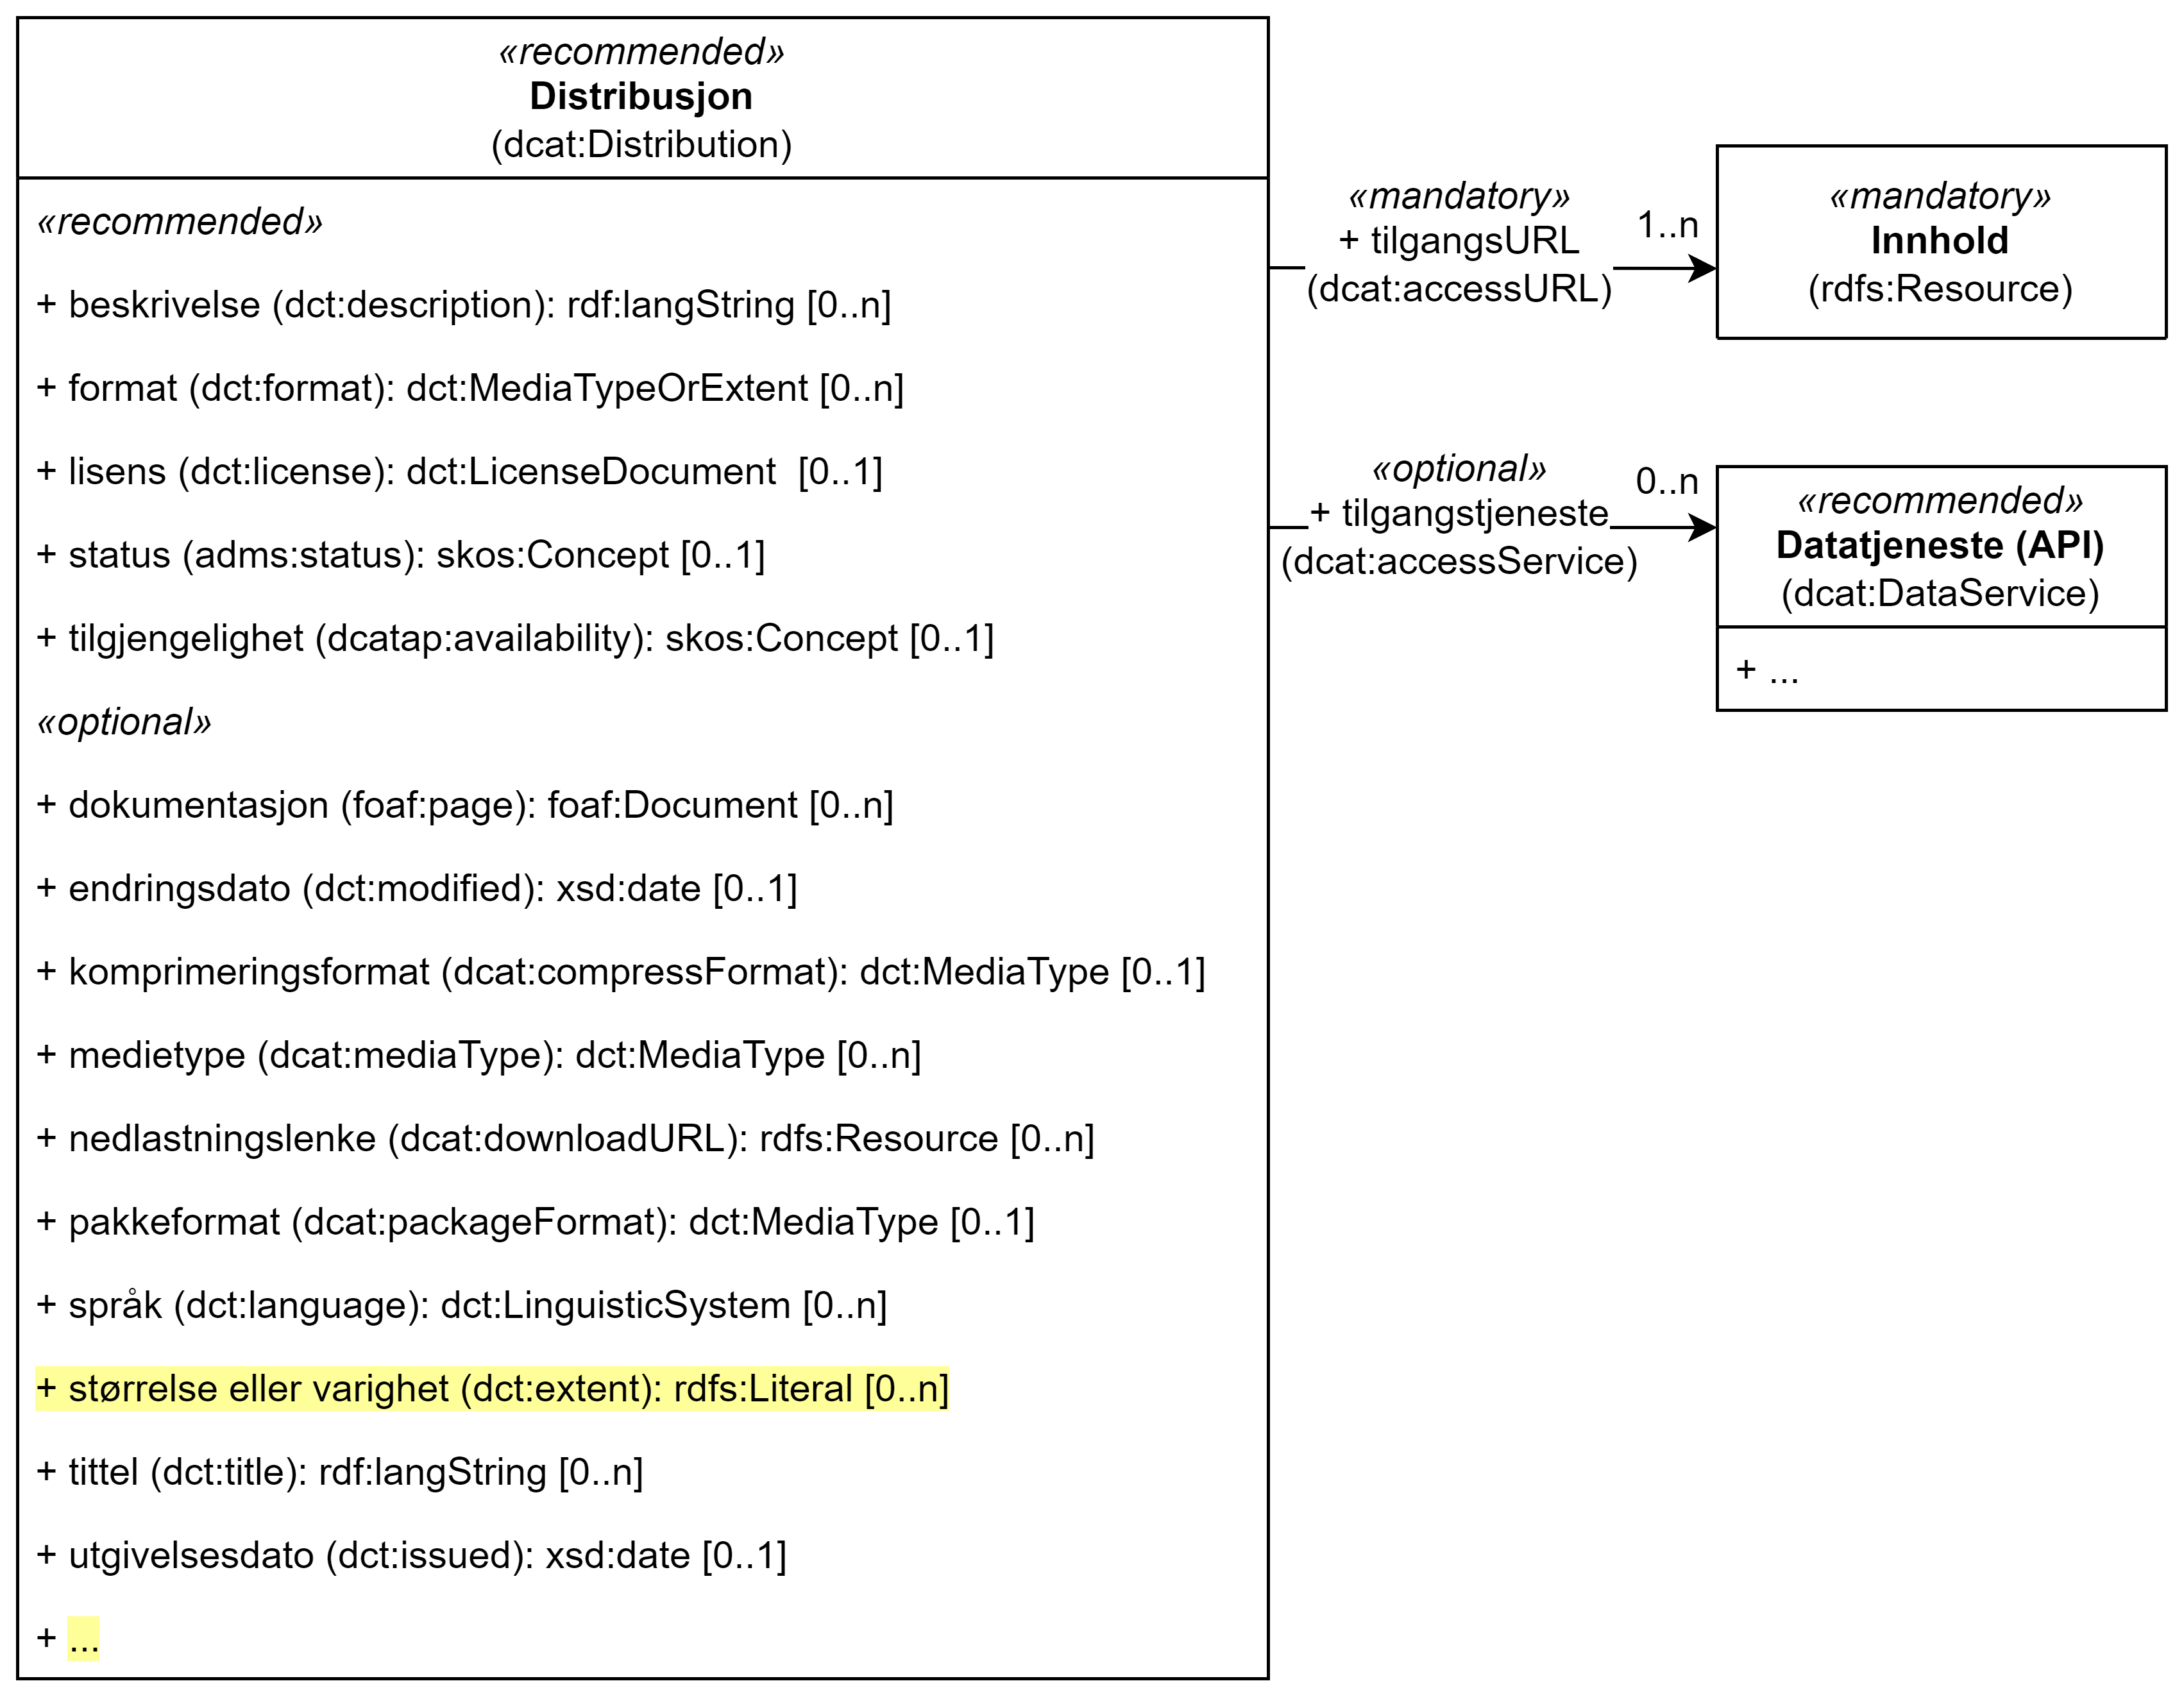 «recommended»
Distribusjon
(dcat:Distribution)
«recommended»
+ beskrivelse (dct:description): rdf:langString [0..n]
+ format (dct:format): dct:MediaTypeOrExtent [0..n]
+ lisens (dct:license): dct:LicenseDocument  [0..1]
+ status (adms:status): skos:Concept [0..1]
+ tilgjengelighet (dcatap:availability): skos:Concept [0..1]
«optional»
+ dokumentasjon (foaf:page): foaf:Document [0..n]
+ endringsdato (dct:modified): xsd:date [0..1]
+ komprimeringsformat (dcat:compressFormat): dct:MediaType [0..1]
+ medietype (dcat:mediaType): dct:MediaType [0..n]
+ nedlastningslenke (dcat:downloadURL): rdfs:Resource [0..n]
+ pakkeformat (dcat:packageFormat): dct:MediaType [0..1]
+ språk (dct:language): dct:LinguisticSystem [0..n]
+ størrelse eller varighet (dct:extent): rdfs:Literal [0..n]
+ tittel (dct:title): rdf:langString [0..n]
+ utgivelsesdato (dct:issued): xsd:date [0..1]
+ ...
«mandatory»
+ tilgangsURL
(dcat:accessURL)
1..n
«mandatory»
Innhold
(rdfs:Resource)
«optional»
+ tilgangstjeneste
(dcat:accessService)
0..n
«recommended»
Datatjeneste (API)
(dcat:DataService)
+ ...